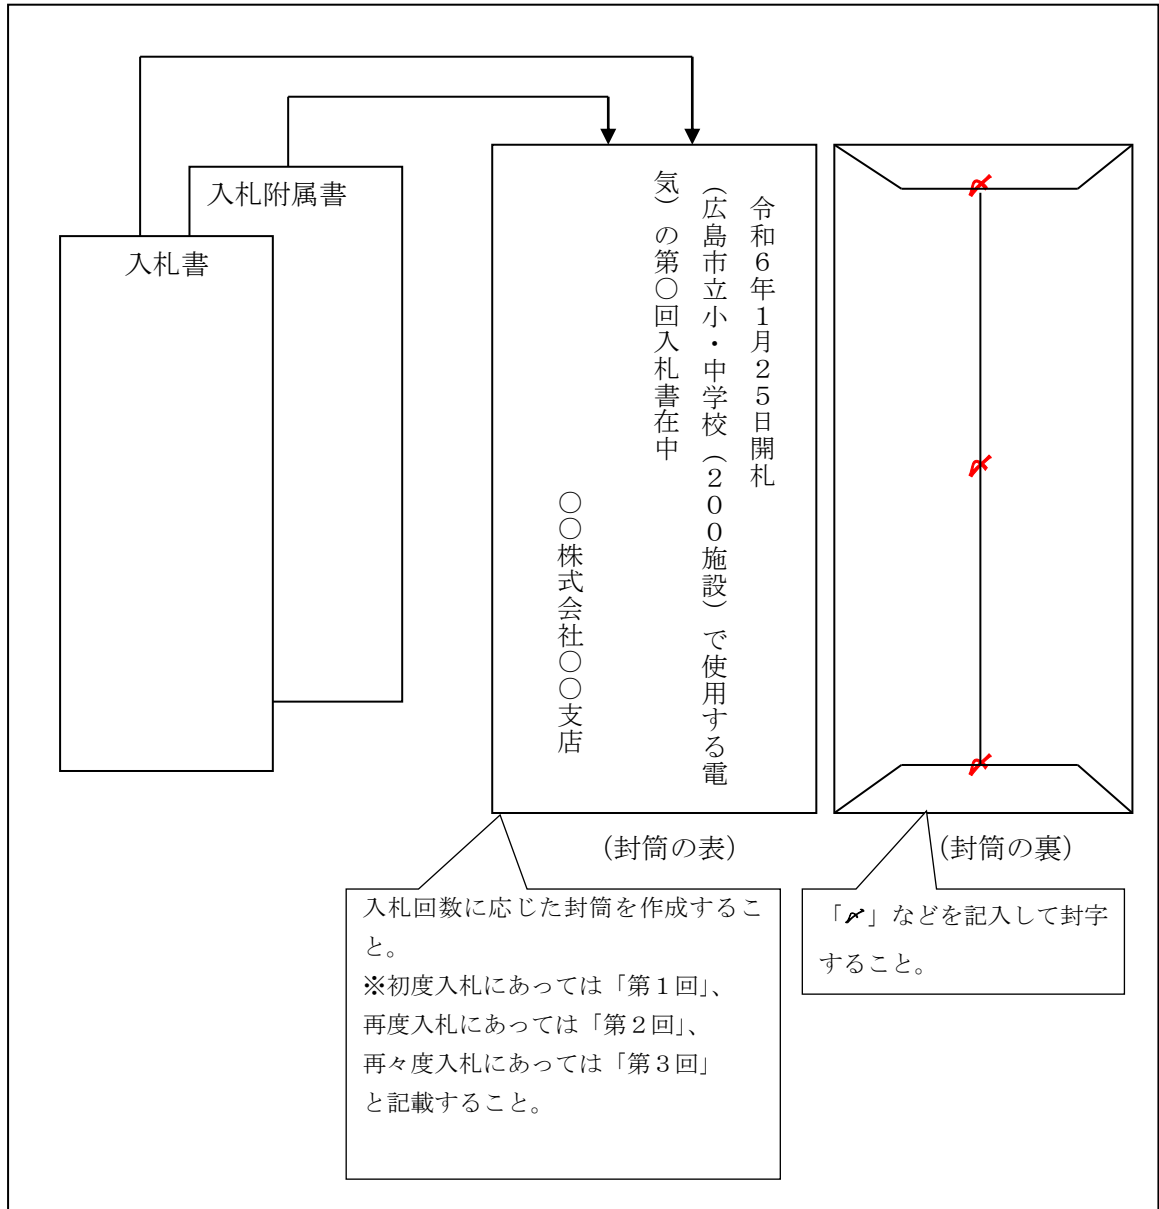 入札附属書
入札書
令和６年１月２５日開札
（広島市立小・中学校（２００施設）で使用する電
気）の第〇回入札書在中
〇〇株式会社〇〇支店
（封筒の表）
（封筒の裏）
入札回数に応じた封筒を作成するこ
と。
※初度入札にあっては「第１回」、
再度入札にあっては「第２回」、
再々度入札にあっては「第３回」
と記載すること。
「〆」などを記入して封字
すること。
〆
〆
〆